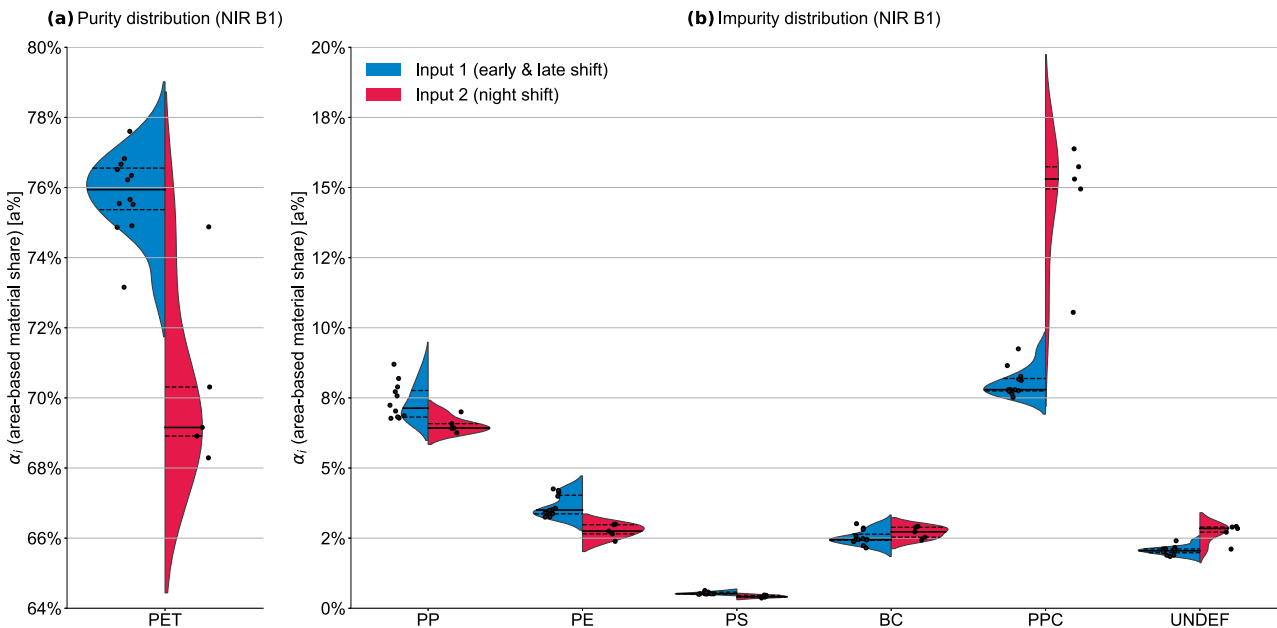 (a) Purity distribution (NIR B1)
80%
78%
76%
74%
72%
70%
68%
66%
64%
αi (area-based material share) [a%]
PET
(b) Impurity distribution (NIR B1)
Input 1 (early & late shift)
Input 2 (night shift)
20%
18%
15%
12%
10%
8%
5%
2%
0%
αi (area-based material share) [a%]
PP
PE
PS
BC
PPC
UNDEF